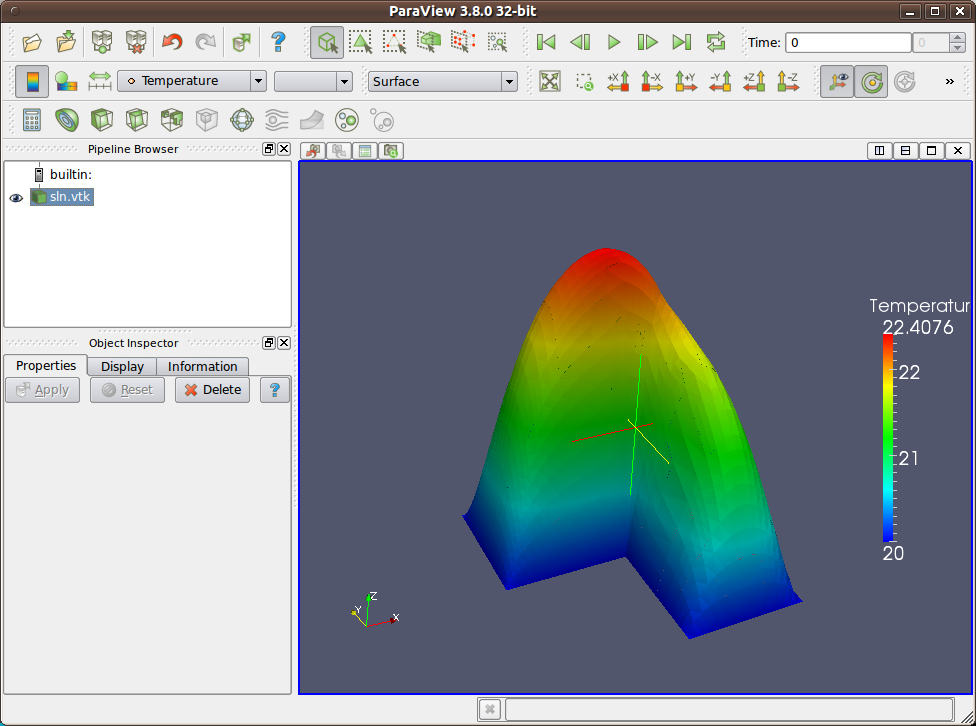 ParaView 3.8.0 32-bit
? Time: 0 0
Temperature Surface +X -X +Y -Y +Z -Z »
Pipeline Browser
builtin:
sln.vtk
Object Inspector
Properties Display Information
Apply Reset Delete ?
Temperatur
22.4076
22
21
20
Z
Y
X